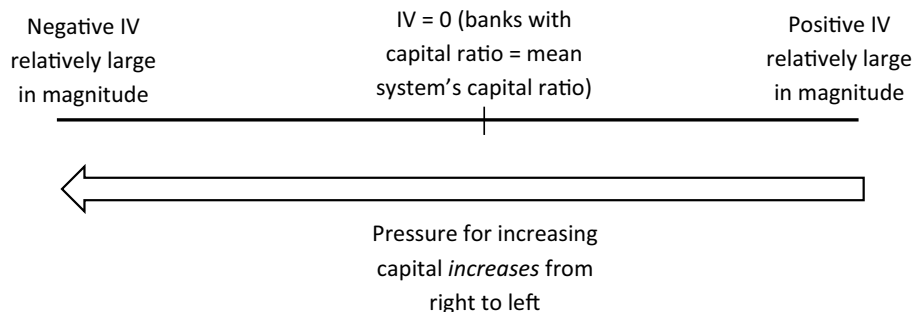 Negative IV
relatively large
in magnitude
IV = 0 (banks with
capital ratio = mean
system’s capital ratio)
Positive IV
relatively large
in magnitude
Pressure for increasing
capital increases from
right to left